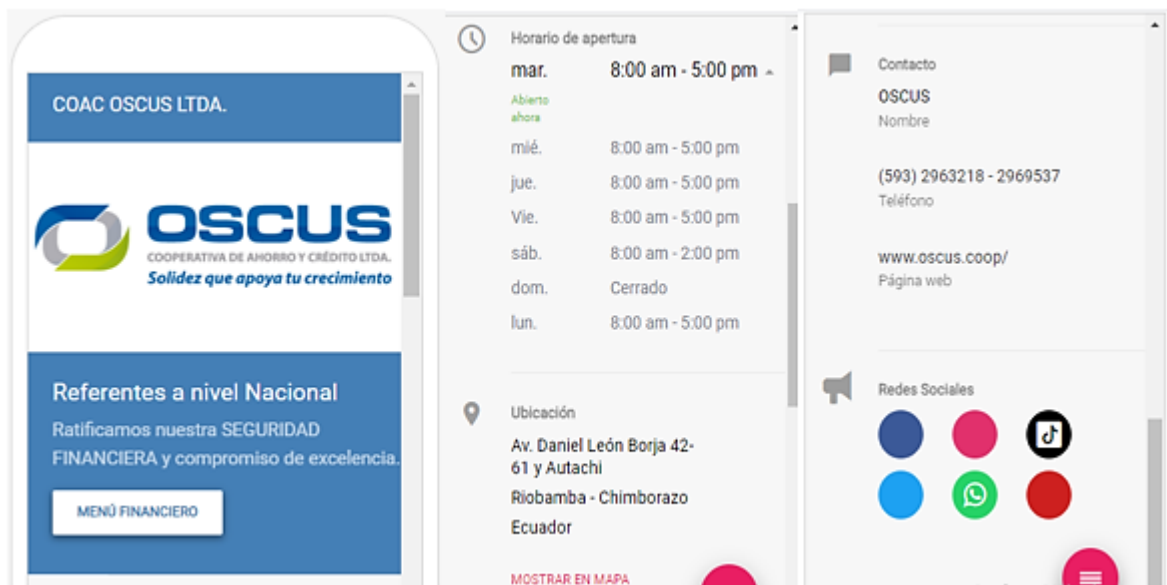 COAC OSCUS LTDA.
OSCUS
COOPERATIVA DE AHORRO Y CRÉDITO LTDA.
Solidez que apoya tu crecimiento
Referentes a nivel Nacional
Ratificamos nuestra SEGURIDAD
FINANCIERA y compromiso de excelencia.
MENÚ FINANCIERO
Horario de apertura
mar. 8:00 am - 5:00 pm
Abierto
ahora
mié. 8:00 am - 5:00 pm
jue. 8:00 am - 5:00 pm
Vie. 8:00 am - 5:00 pm
sáb. 8:00 am - 2:00 pm
dom. Cerrado
lun. 8:00 am - 5:00 pm
Ubicación
Av. Daniel León Borja 42-
61 y Autachi
Riobamba - Chimborazo
Ecuador
MOSTRAR EN MAPA
Contacto
OSCUS
Nombre
(593) 2963218 - 2969537
Teléfono
www.oscus.coop/
Página web
Redes Sociales